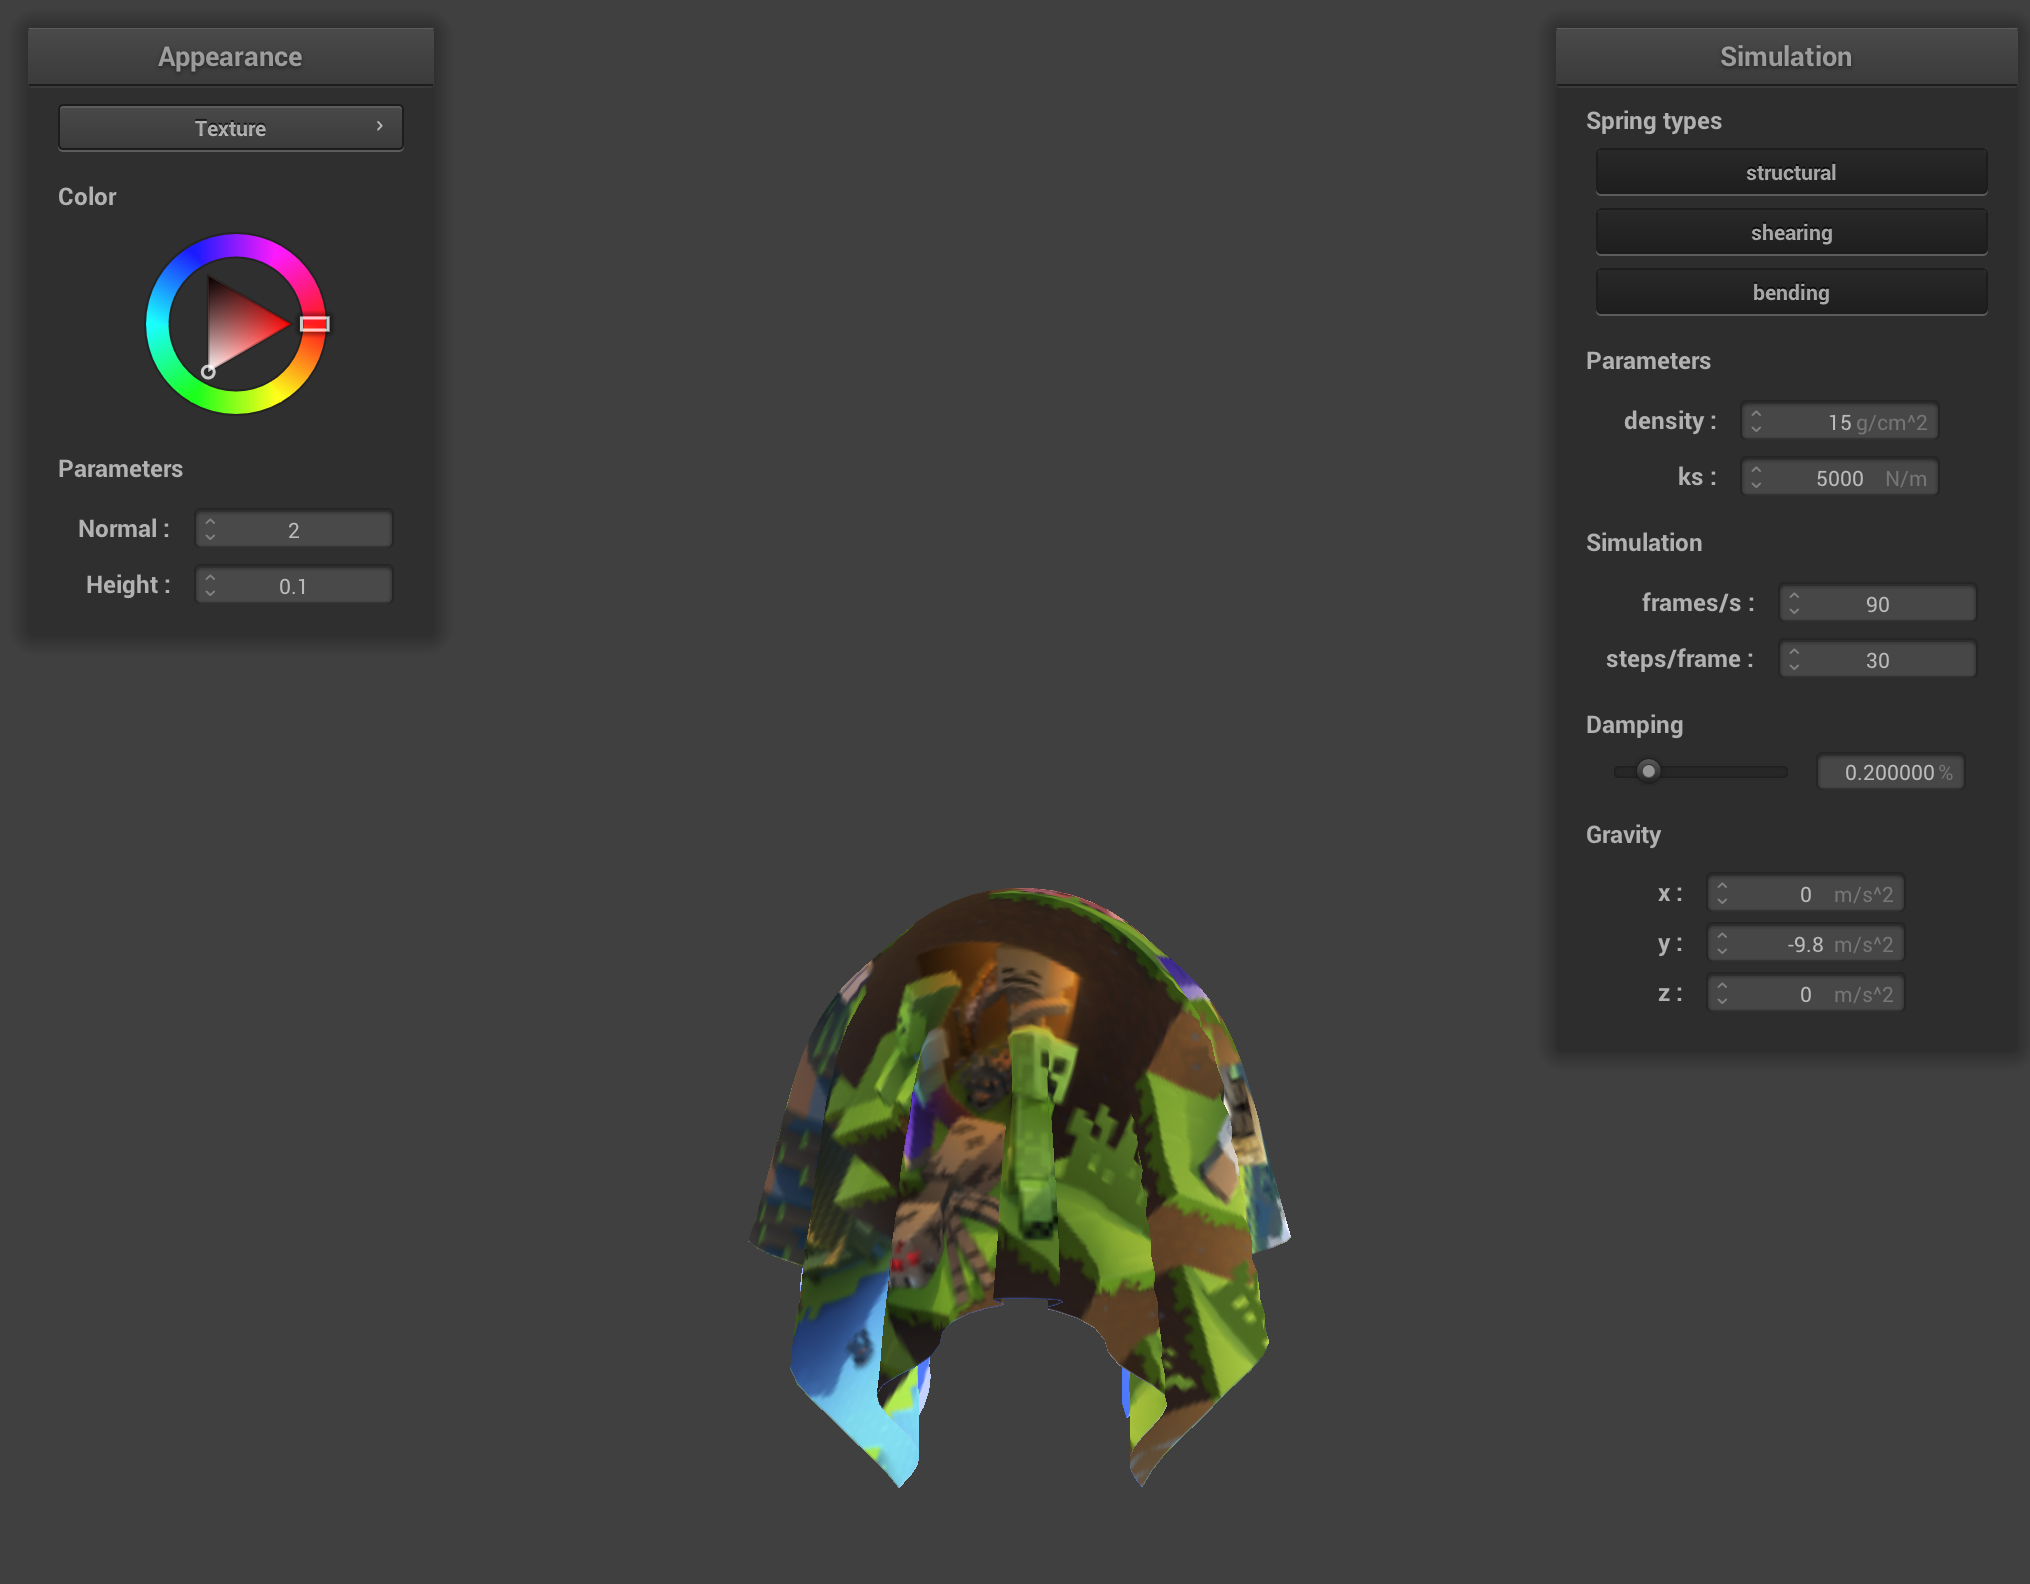 Appearance
Texture
Color
Parameters
Normal : 2
Height : 0.1
Simulation
Spring types
structural
shearing
bending
Parameters
density : 15 g/cm^2
ks : 5000 N/m
Simulation
frames/s : 90
steps/frame : 30
Damping
0.200000 %
Gravity
x : 0 m/s^2
y : -9.8 m/s^2
z : 0 m/s^2